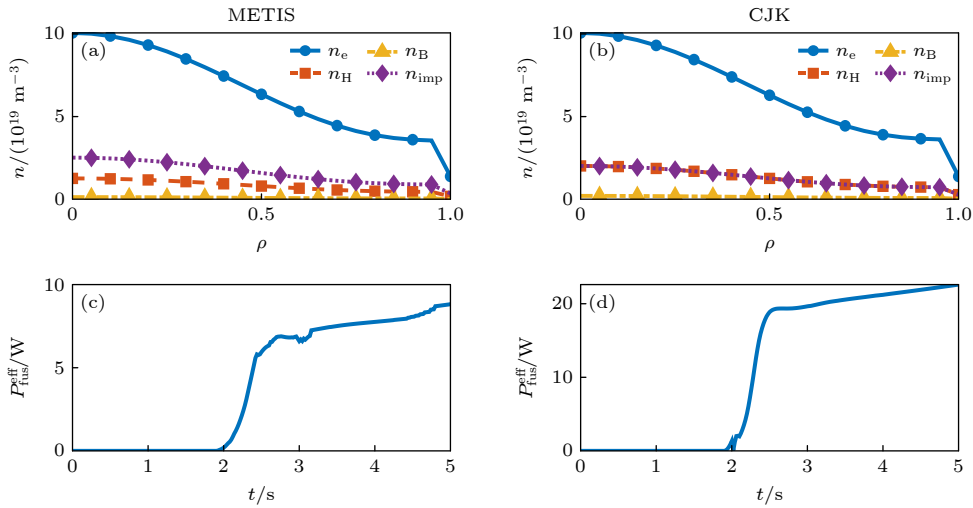 METIS
CJK
10
5
0
(a)
n_e
n_H
n_B
n_imp
n/(10^19 m^−3)
0
0.5
1.0
ρ
10
5
0
(b)
n_e
n_H
n_B
n_imp
n/(10^19 m^−3)
0
0.5
1.0
ρ
10
5
0
(c)
P_fus^eff/W
0
1
2
3
4
5
t/s
20
10
0
(d)
P_fus^eff/W
0
1
2
3
4
5
t/s